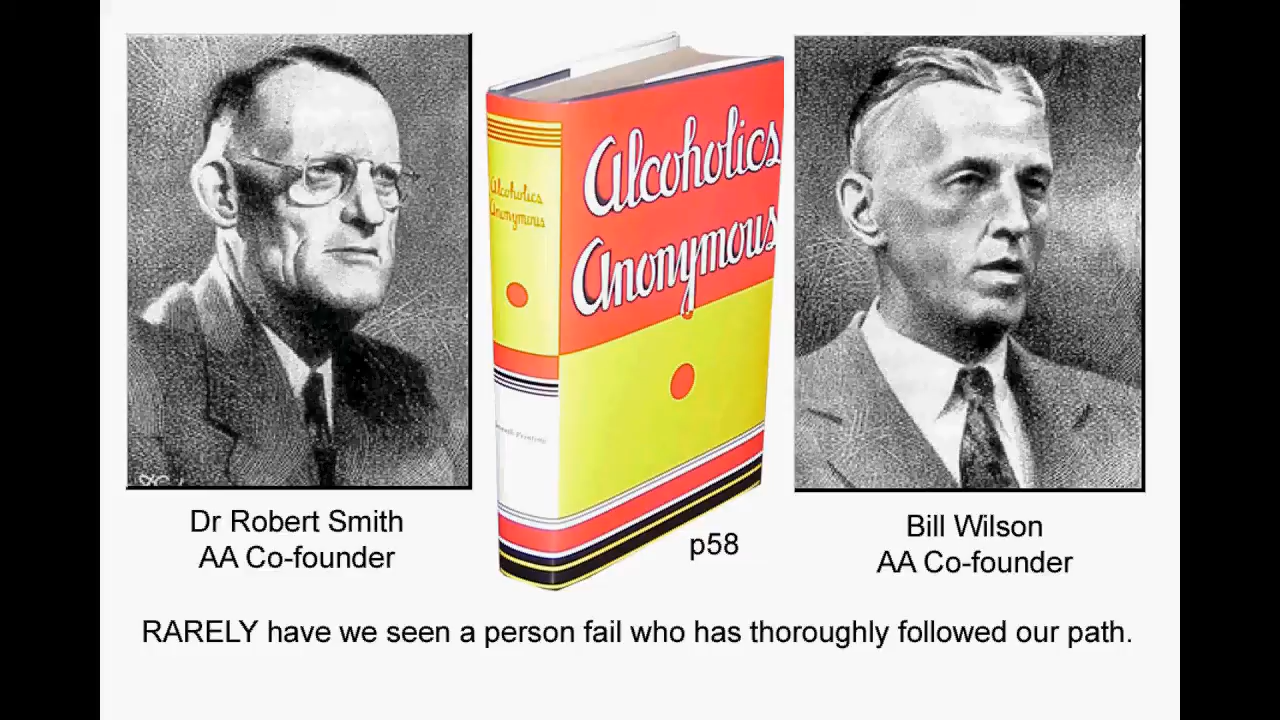 Alcoholics
Anonymous
Alcoholics
Anonymous
Dr Robert Smith
AA Co-founder
p58
Bill Wilson
AA Co-founder
RARELY have we seen a person fail who has thoroughly followed our path.